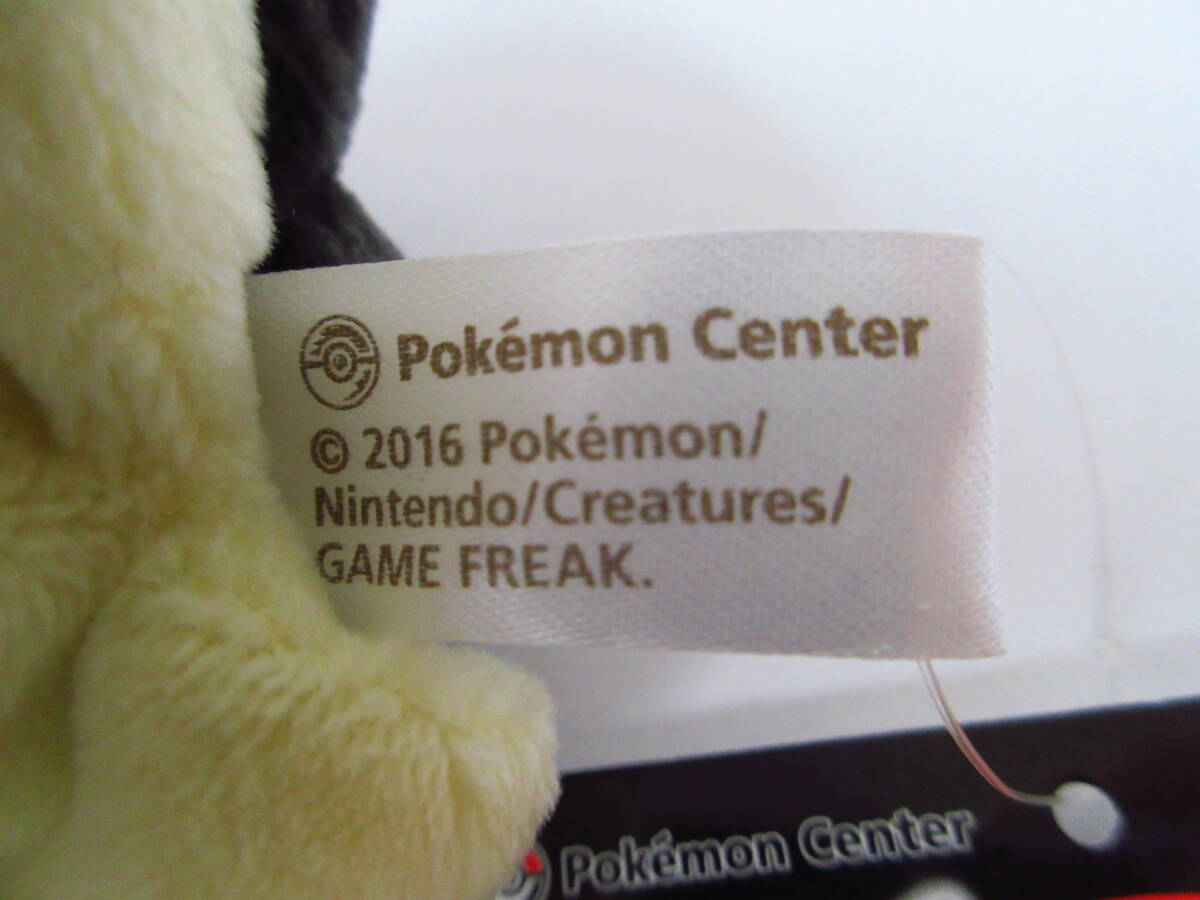 Pokémon Center
© 2016 Pokémon/
Nintendo/Creatures/
GAME FREAK.
Pokémon Center